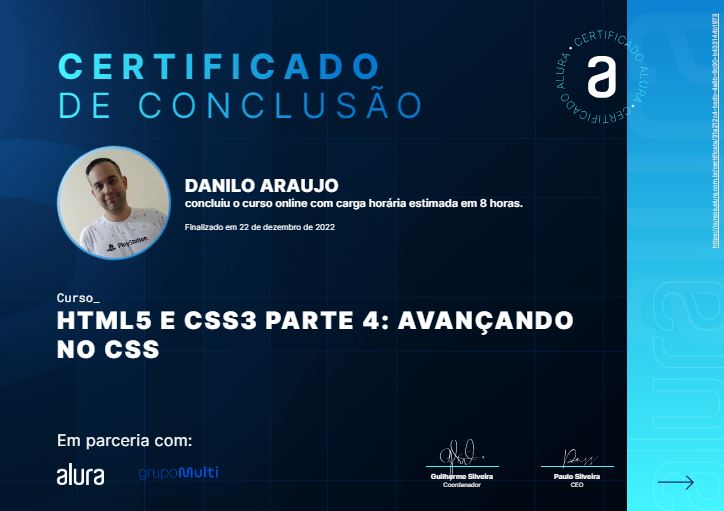 CERTIFICADO
DE CONCLUSÃO
CERTIFICADO ALURA • CERTIFICADO ALURA •
a
DANILO ARAUJO
concluiu o curso online com carga horária estimada em 8 horas.
Finalizado em 22 de dezembro de 2022
PlayStation
Curso_
HTML5 E CSS3 PARTE 4: AVANÇANDO
NO CSS
Em parceria com:
alura
grupoMulti
Guilherme Silveira
Coordenador
Paulo Silveira
CEO
alura